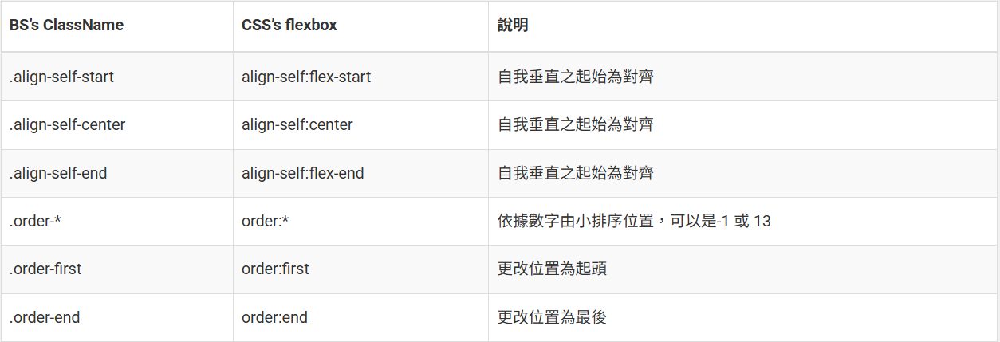 BS’s ClassName CSS’s flexbox 說明
.align-self-start align-self:flex-start 自我垂直之起始為對齊
.align-self-center align-self:center 自我垂直之起始為對齊
.align-self-end align-self:flex-end 自我垂直之起始為對齊
.order-* order:* 依據數字由小排序位置，可以是-1 或 13
.order-first order:first 更改位置為起頭
.order-end order:end 更改位置為最後